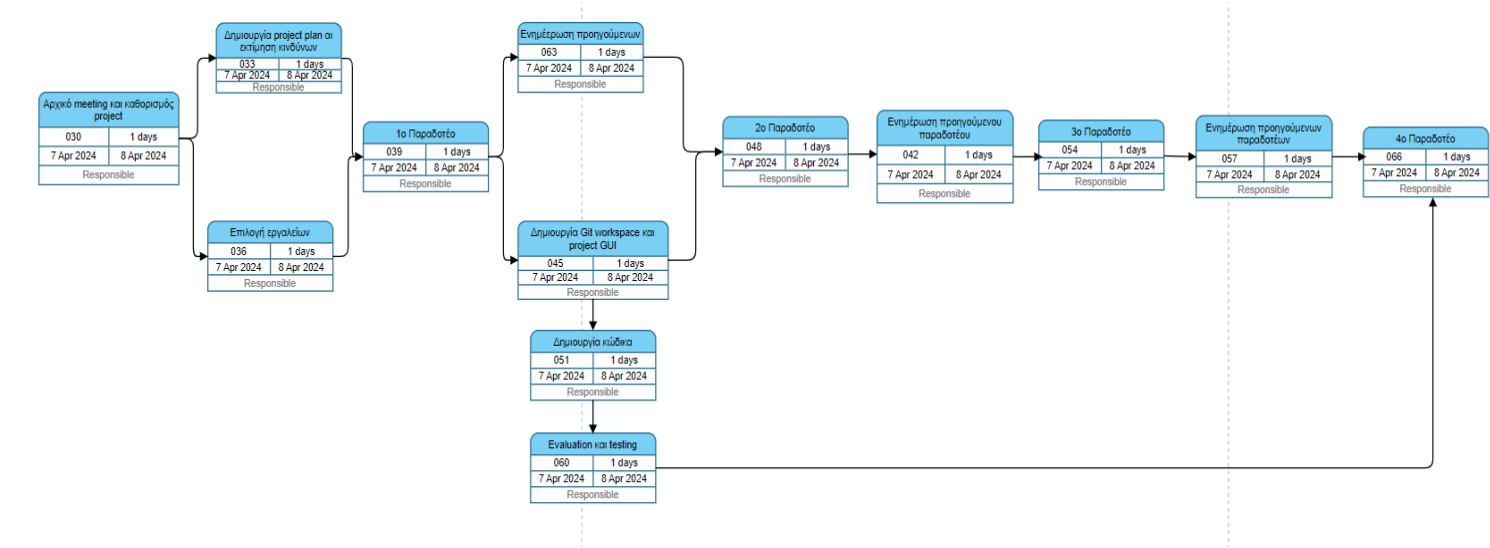 Αρχικό meeting και καθορισμός
project
030 1 days
7 Apr 2024 8 Apr 2024
Responsible
Δημιουργία project plan αι
εκτίμηση κινδύνων
033 1 days
7 Apr 2024 8 Apr 2024
Responsible
Επιλογή εργαλείων
036 1 days
7 Apr 2024 8 Apr 2024
Responsible
1ο Παραδοτέο
039 1 days
7 Apr 2024 8 Apr 2024
Responsible
Ενημέερωση προηγούμενων
063 1 days
7 Apr 2024 8 Apr 2024
Responsible
Δημιουργία Git workspace και
project GUI
045 1 days
7 Apr 2024 8 Apr 2024
Responsible
Δημιουργία κώδικα
051 1 days
7 Apr 2024 8 Apr 2024
Responsible
Evaluation και testing
060 1 days
7 Apr 2024 8 Apr 2024
Responsible
2ο Παραδοτέο
048 1 days
7 Apr 2024 8 Apr 2024
Responsible
Ενημέρωση προηγούμενου
παραδοτέου
042 1 days
7 Apr 2024 8 Apr 2024
Responsible
3ο Παραδοτέο
054 1 days
7 Apr 2024 8 Apr 2024
Responsible
Ενημέρωση προηγούμενων
παραδοτέων
057 1 days
7 Apr 2024 8 Apr 2024
Responsible
4ο Παραδοτέο
066 1 days
7 Apr 2024 8 Apr 2024
Responsible